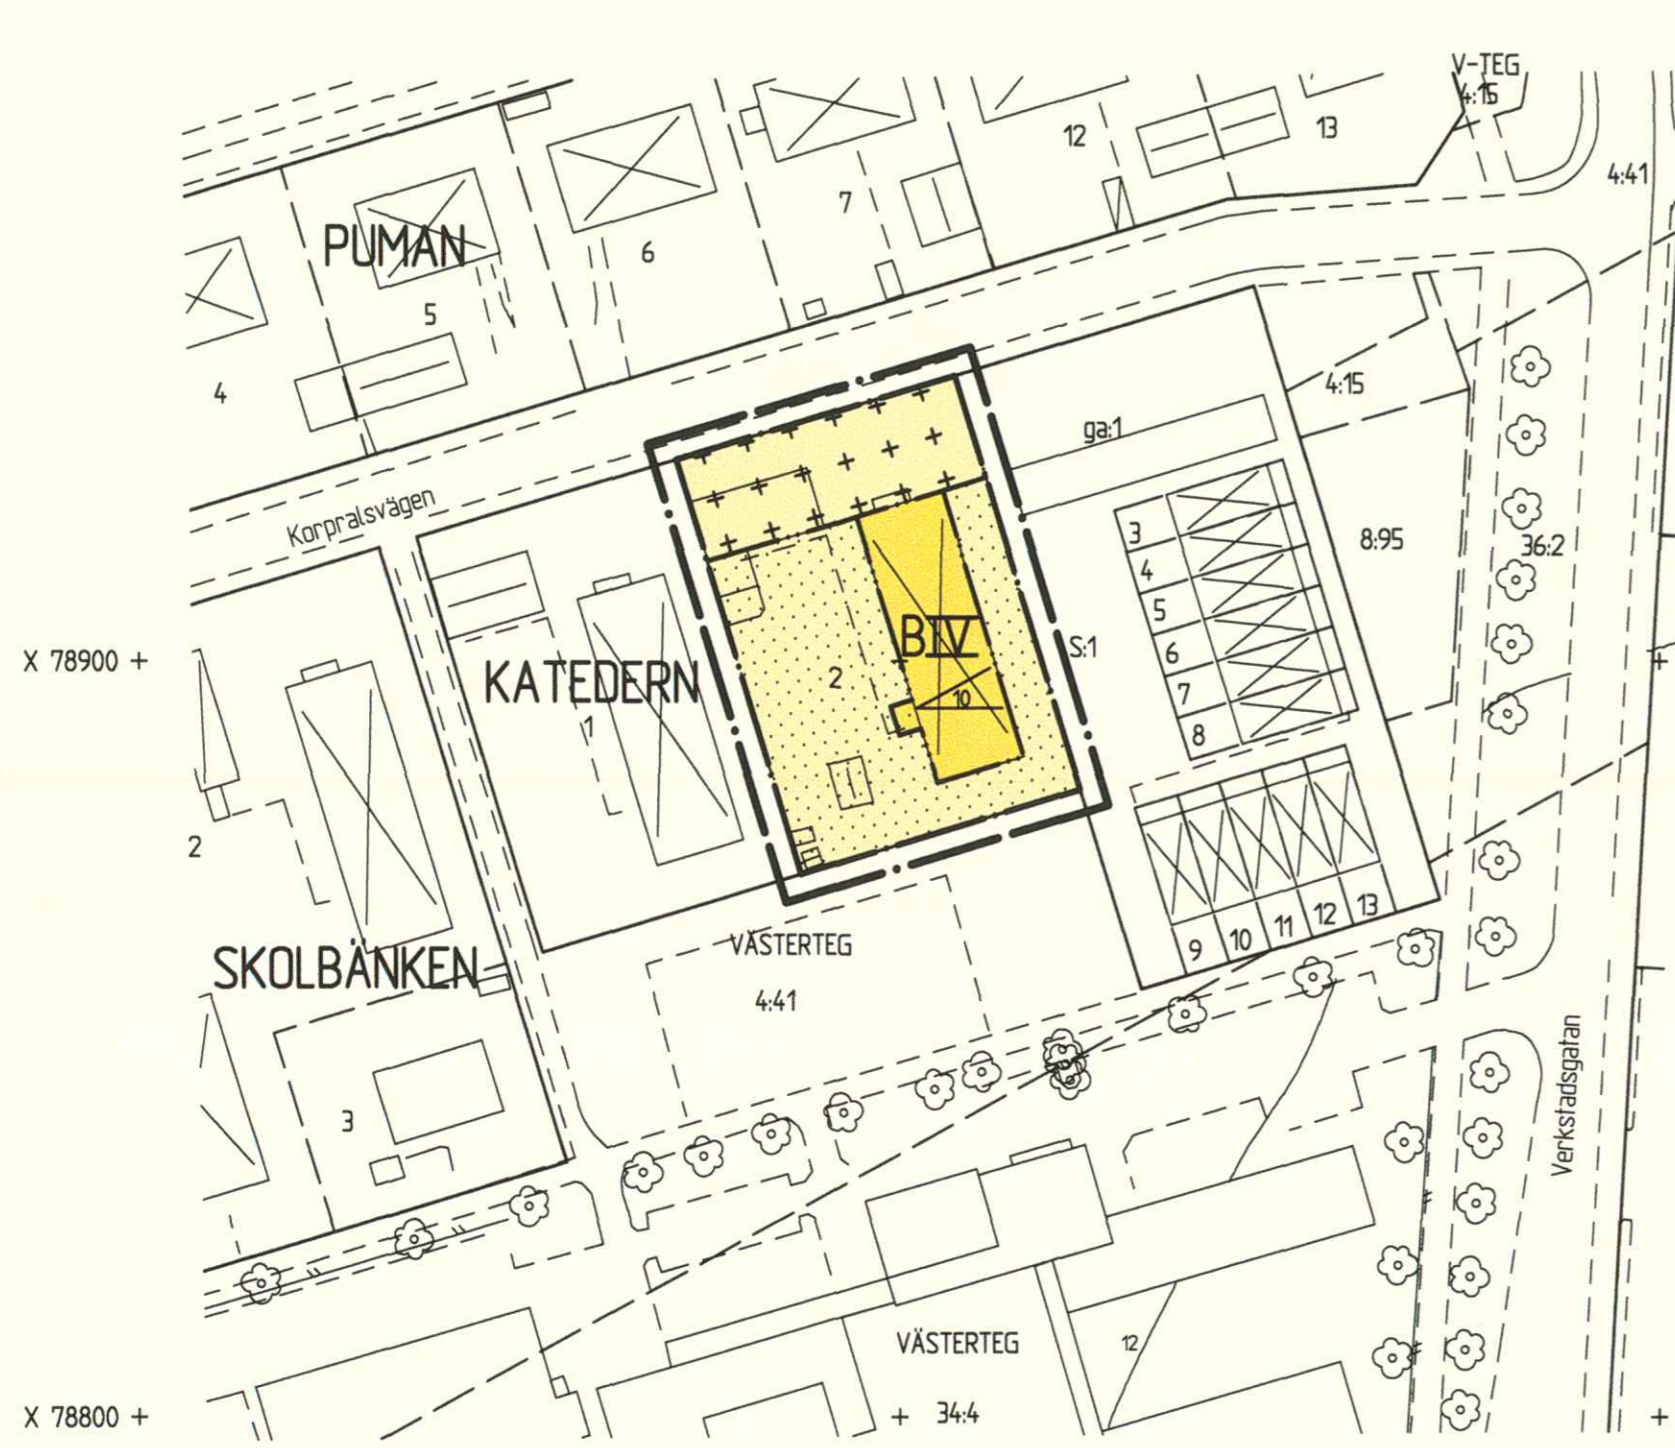 V-TEG
4:15
12
13
4:41
7
PUMAN
6
5
4
4:15
ga:1
Korpralsvägen
3
8:95
36:2
4
5
BIV
S:1
6
X 78900 +
KATEDERN
2
7
10
1
8
2
13
12
11
10
9
VÄSTERTEG
SKOLBÄNKEN
4:41
Verkstadsgatan
3
VÄSTERTEG
12
X 78800 +
+ 34:4